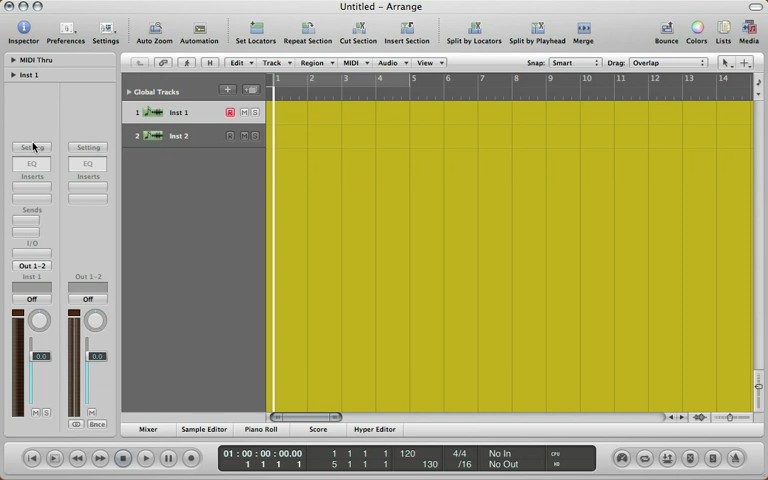 Untitled - Arrange
Inspector Preferences Settings Auto Zoom Automation Set Locators Repeat Section Cut Section Insert Section Split by Locators Split by Playhead Merge Bounce Colors Lists Media
MIDI Thru
Edit Track Region MIDI Audio View Snap: Smart Drag: Overlap
Inst 1
1 2 3 4 5 6 7 8 9 10 11 12 13 14
Global Tracks
1 Inst 1 R M S
2 Inst 2 R M S
Setting Setting
EQ EQ
Inserts Inserts
Sends
I/O
Out 1-2
Inst 1 Out 1-2
Off Off
0.0 0.0
M S M
Bnce
Mixer Sample Editor Piano Roll Score Hyper Editor
01 : 00 : 00 : 00.00 1 1 1 1 120 4/4 No In CPU
1 1 1 1 5 1 1 1 130 /16 No Out HD